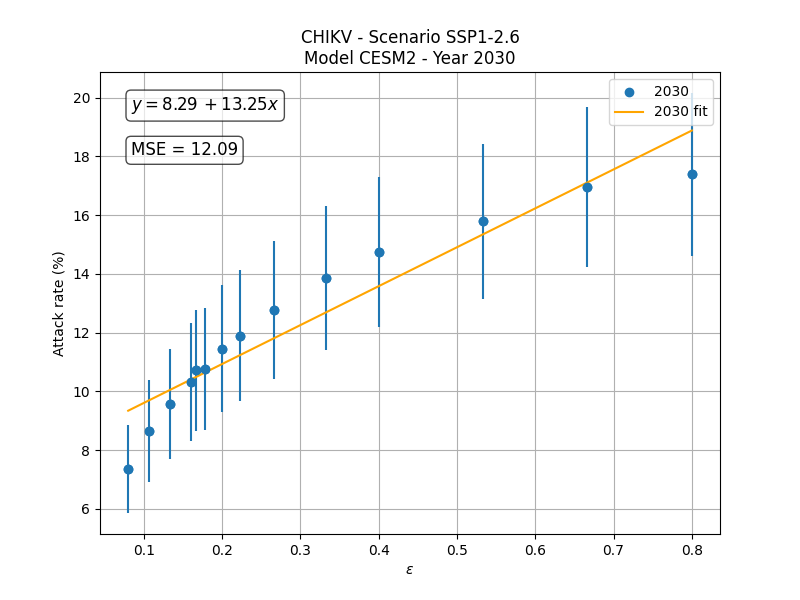 CHIKV - Scenario SSP1-2.6
Model CESM2 - Year 2030
y = 8.29 + 13.25x
MSE = 12.09
2030
2030 fit
Attack rate (%)
20
18
16
14
12
10
8
6
0.1 0.2 0.3 0.4 0.5 0.6 0.7 0.8
ε